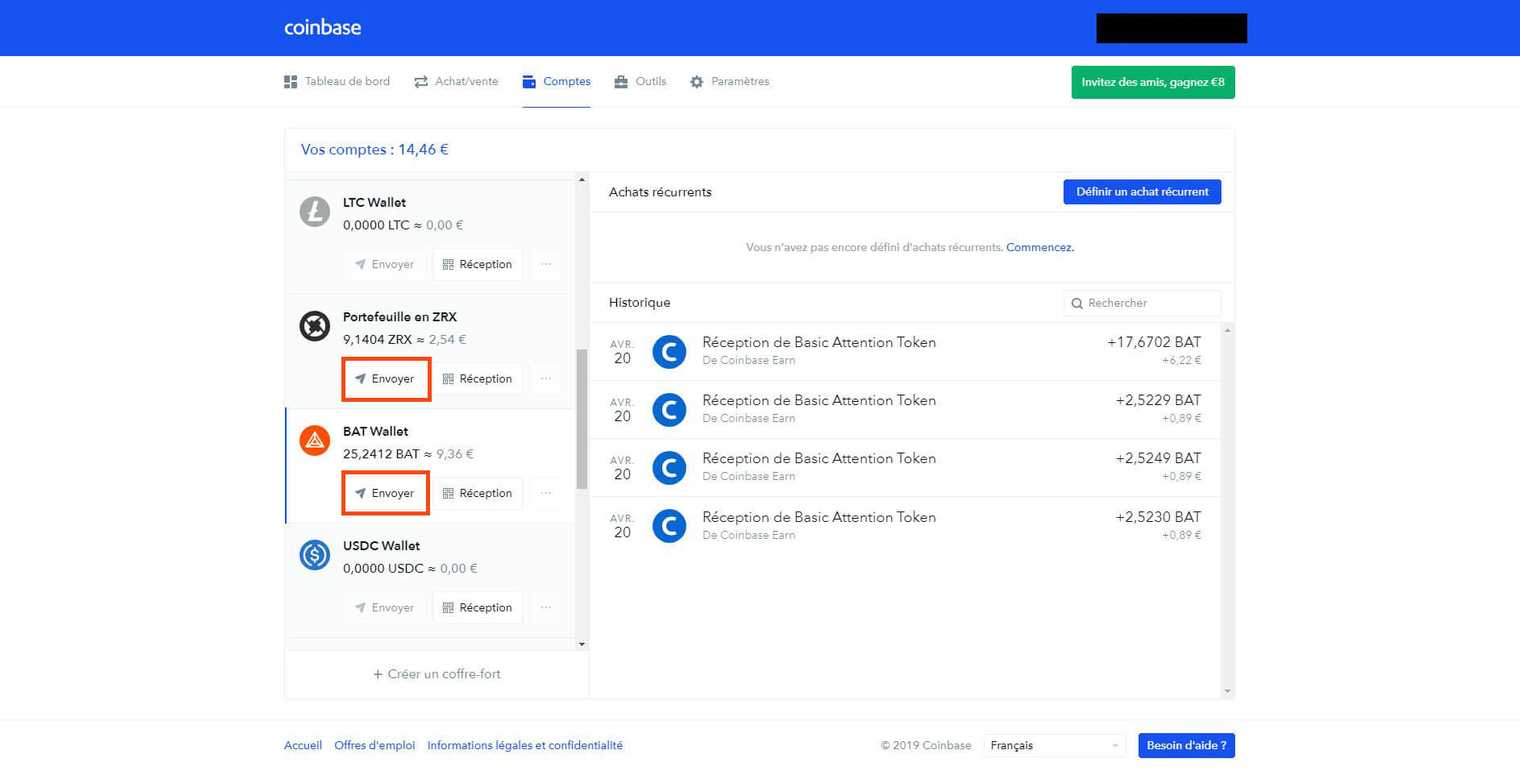 coinbase
Tableau de bord
Achat/vente
Comptes
Outils
Paramètres
Invitez des amis, gagnez €8
Vos comptes : 14,46 €
LTC Wallet
0,0000 LTC ≈ 0,00 €
Envoyer
Réception
...
Portefeuille en ZRX
9,1404 ZRX ≈ 2,54 €
Envoyer
Réception
...
BAT Wallet
25,2412 BAT ≈ 9,36 €
Envoyer
Réception
...
USDC Wallet
0,0000 USDC ≈ 0,00 €
Envoyer
Réception
...
+ Créer un coffre-fort
Achats récurrents
Définir un achat récurrent
Vous n'avez pas encore défini d'achats récurrents. Commencez.
Historique
Rechercher
AVR.
20
Réception de Basic Attention Token
De Coinbase Earn
+17,6702 BAT
+6,22 €
AVR.
20
Réception de Basic Attention Token
De Coinbase Earn
+2,5229 BAT
+0,89 €
AVR.
20
Réception de Basic Attention Token
De Coinbase Earn
+2,5249 BAT
+0,89 €
AVR.
20
Réception de Basic Attention Token
De Coinbase Earn
+2,5230 BAT
+0,89 €
Accueil
Offres d'emploi
Informations légales et confidentialité
© 2019 Coinbase
Français
Besoin d'aide ?